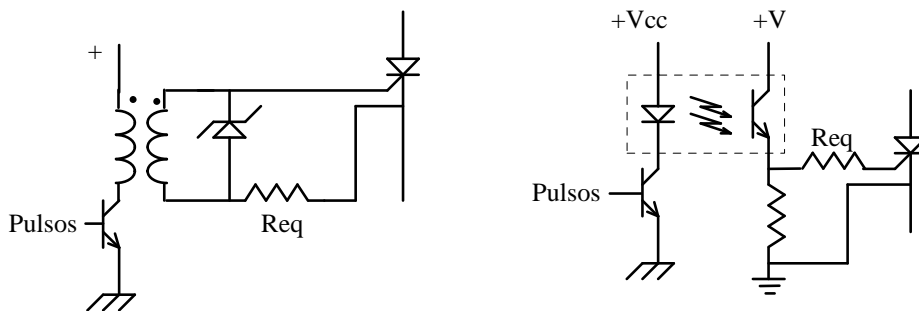 +
Pulsos
Req
+Vcc
+V
Req
Pulsos